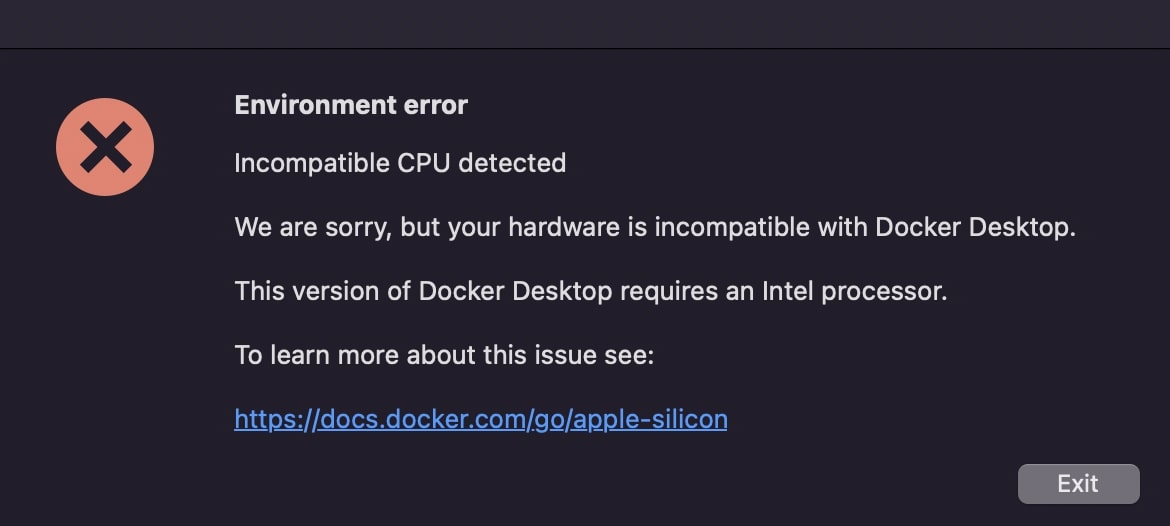 Environment error
Incompatible CPU detected
We are sorry, but your hardware is incompatible with Docker Desktop.
This version of Docker Desktop requires an Intel processor.
To learn more about this issue see:
https://docs.docker.com/go/apple-silicon
Exit